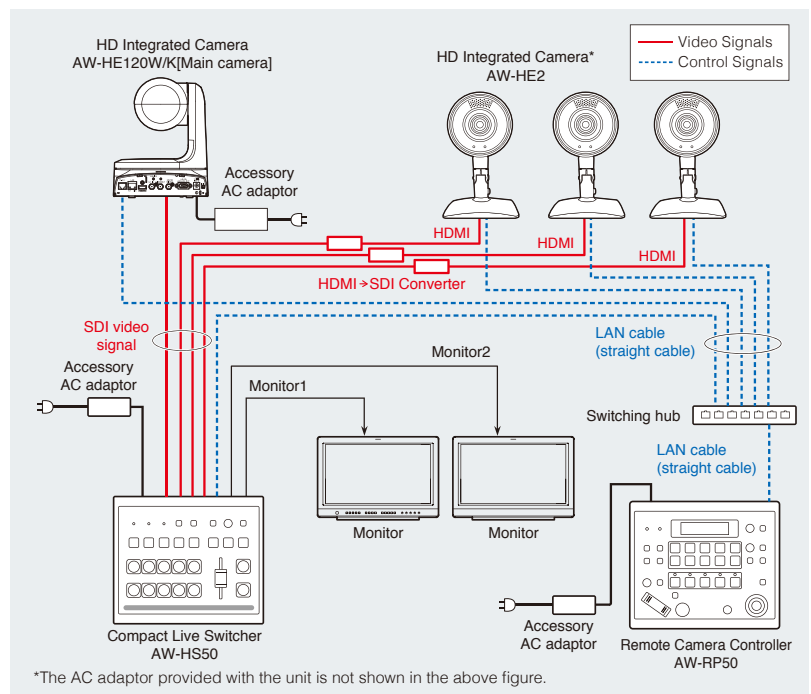 HD Integrated Camera
AW-HE120W/K[Main camera]
HD Integrated Camera*
AW-HE2
Video Signals
Control Signals
Accessory
AC adaptor
HDMI
HDMI
HDMI
HDMI→SDI Converter
SDI video
signal
LAN cable
(straight cable)
Accessory
AC adaptor
Monitor2
Monitor1
Switching hub
LAN cable
(straight cable)
Monitor
Monitor
Accessory
AC adaptor
Compact Live Switcher
AW-HS50
Remote Camera Controller
AW-RP50
*The AC adaptor provided with the unit is not shown in the above figure.